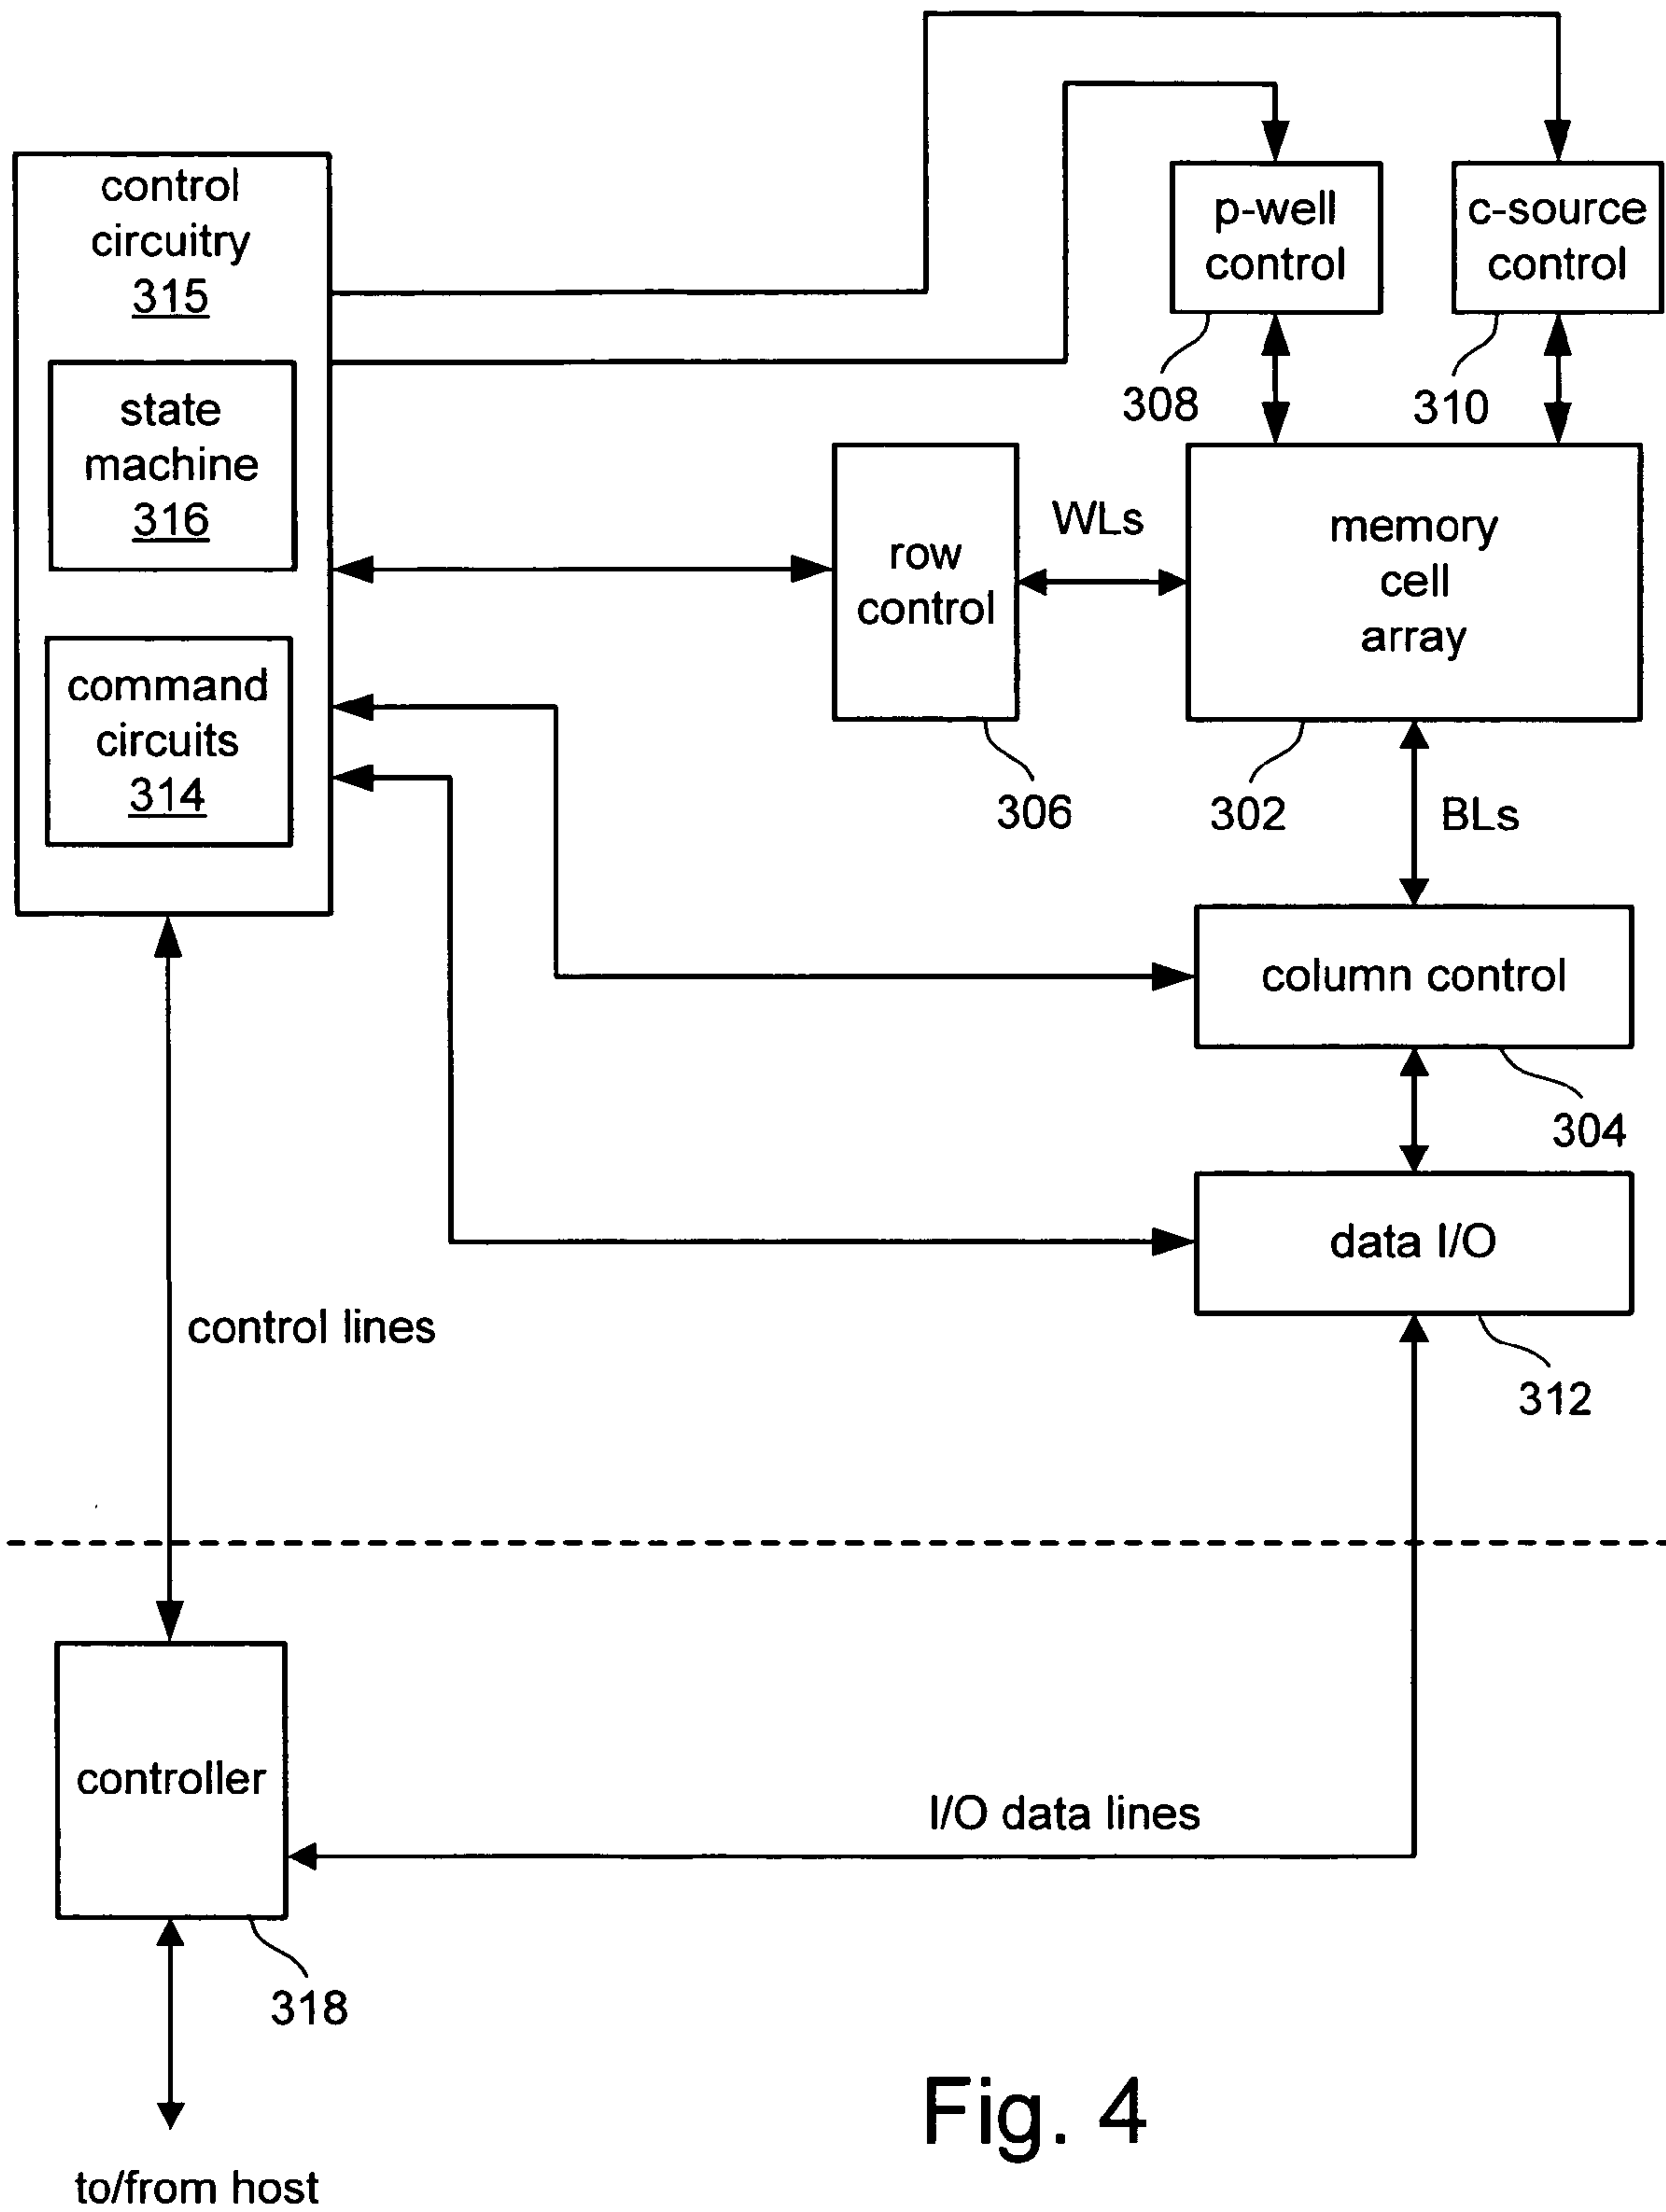 control
circuitry
315
state
machine
316
command
circuits
314
p-well
control
308
c-source
control
310
row
control
306
WLs
memory
cell
array
302
BLs
column control
304
data I/O
312
control lines
controller
318
I/O data lines
to/from host
Fig. 4